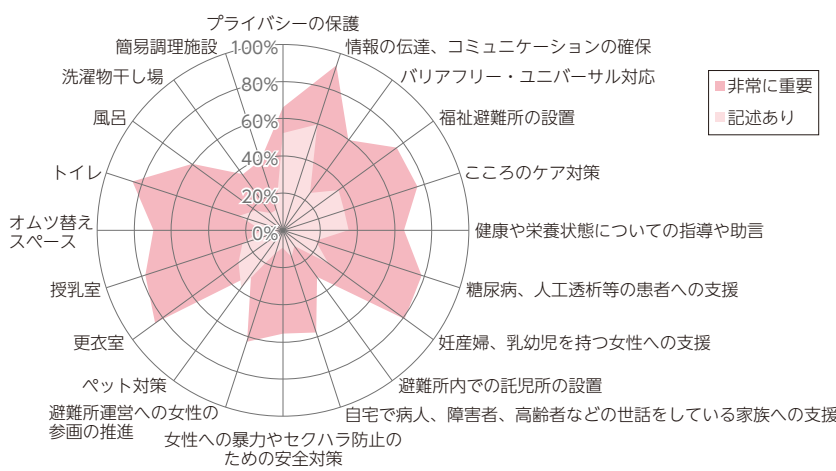 プライバシーの保護
情報の伝達、コミュニケーションの確保
バリアフリー・ユニバーサル対応
福祉避難所の設置
こころのケア対策
健康や栄養状態についての指導や助言
糖尿病、人工透析等の患者への支援
妊産婦、乳幼児を持つ女性への支援
避難所内での託児所の設置
自宅で病人、障害者、高齢者などの世話をしている家族への支援
女性への暴力やセクハラ防止の
ための安全対策
避難所運営への女性の
参画の推進
ペット対策
更衣室
授乳室
オムツ替え
スペース
トイレ
風呂
洗濯物干し場
簡易調理施設
100%
80%
60%
40%
20%
0%
非常に重要
記述あり